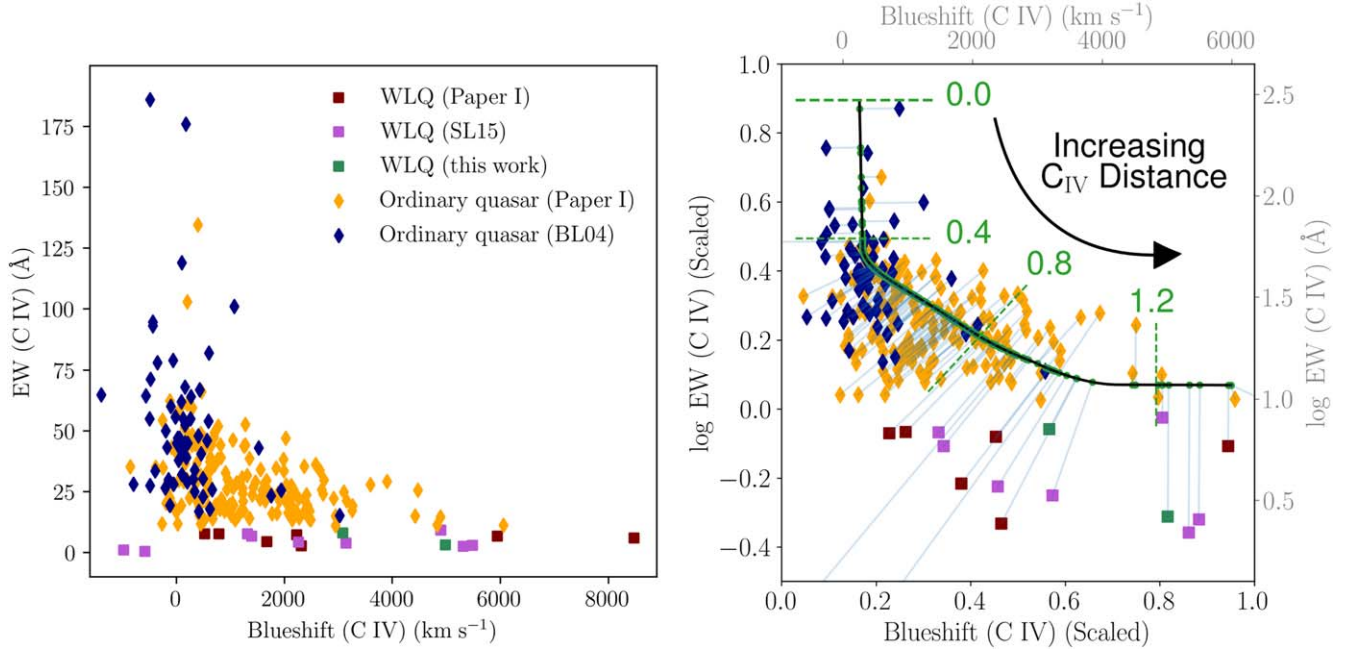 175
150
125
100
75
50
25
0
EW (C IV) (Å)
0 2000 4000 6000 8000
Blueshift (C IV) (km s⁻¹)
WLQ (Paper I)
WLQ (SL15)
WLQ (this work)
Ordinary quasar (Paper I)
Ordinary quasar (BL04)
Blueshift (C IV) (km s⁻¹)
0 2000 4000 6000
1.0
0.8
0.6
0.4
0.2
0.0
−0.2
−0.4
log EW (C IV) (Scaled)
0.0
Increasing
C_IV Distance
0.4
0.8
1.2
2.5
2.0
1.5
1.0
0.5
log EW (C IV) (Å)
0.0 0.2 0.4 0.6 0.8 1.0
Blueshift (C IV) (Scaled)